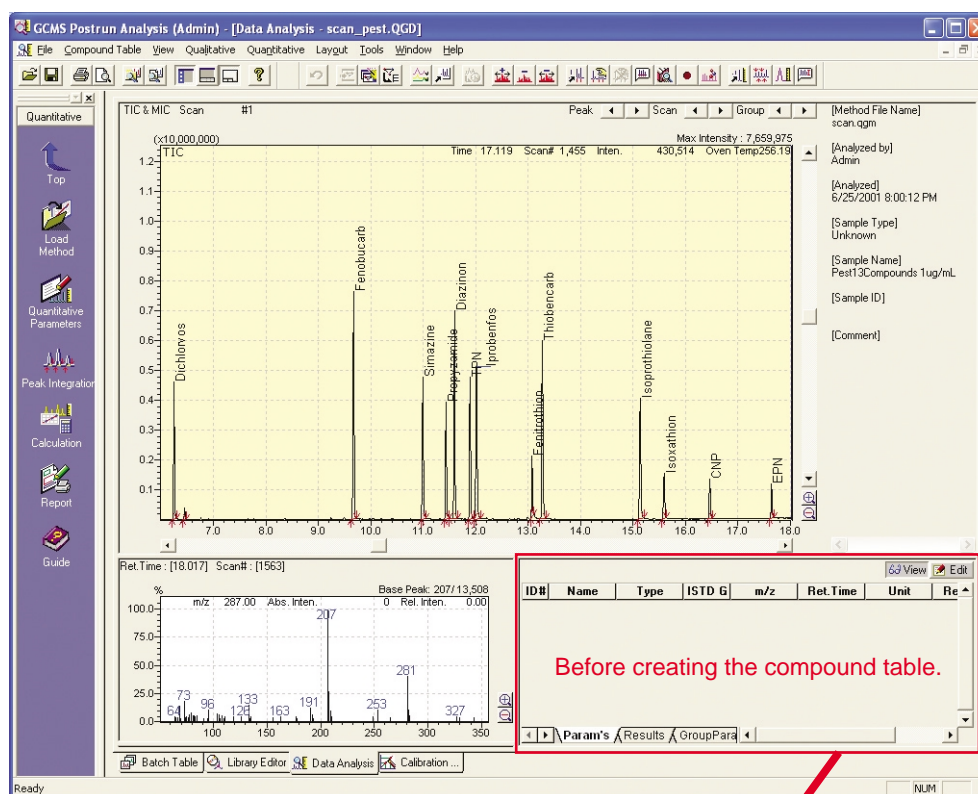 GCMS Postrun Analysis (Admin) - [Data Analysis - scan_pest.QGD]
File Compound Table View Qualitative Quantitative Layout Tools Window Help
Quantitative
Top
Load
Method
Quantitative
Parameters
Peak Integration
Calculation
Report
Guide
TIC & MIC Scan #1
Peak Scan Group
(x10,000,000)
Max Intensity : 7,659,975
TIC
Time 17.119 Scan# 1,455 Inten. 430,514 Oven Temp256.19
1.2
1.1
1.0
0.9
0.8
0.7
0.6
0.5
0.4
0.3
0.2
0.1
Dichlorvos
Fenobucarb
Simazine
Propyzamide
Diazinon
TPN
Iprobenfos
Fenitrothion
Thiobencarb
Isoprothiolane
Isoxathion
CNP
EPN
7.0 8.0 9.0 10.0 11.0 12.0 13.0 14.0 15.0 16.0 17.0 18.0
[Method File Name]
scan.qgm
[Analyzed by]
Admin
[Analyzed]
6/25/2001 8:00:12 PM
[Sample Type]
Unknown
[Sample Name]
Pest13Compounds 1ug/mL
[Sample ID]
[Comment]
Ret.Time : [18.017] Scan# : [1563]
% Base Peak: 207/13,508
m/z 287.00 Abs. Inten. 0 Rel. Inten. 0.00
100.0
75.0
50.0
25.0
0.0
64 73 96 126 133 163 191 207 253 281 327
100 150 200 250 300 350
View Edit
ID# Name Type ISTD G m/z Ret.Time Unit Re
Before creating the compound table.
Param's Results GroupPara
Batch Table Library Editor Data Analysis Calibration ...
Ready NUM